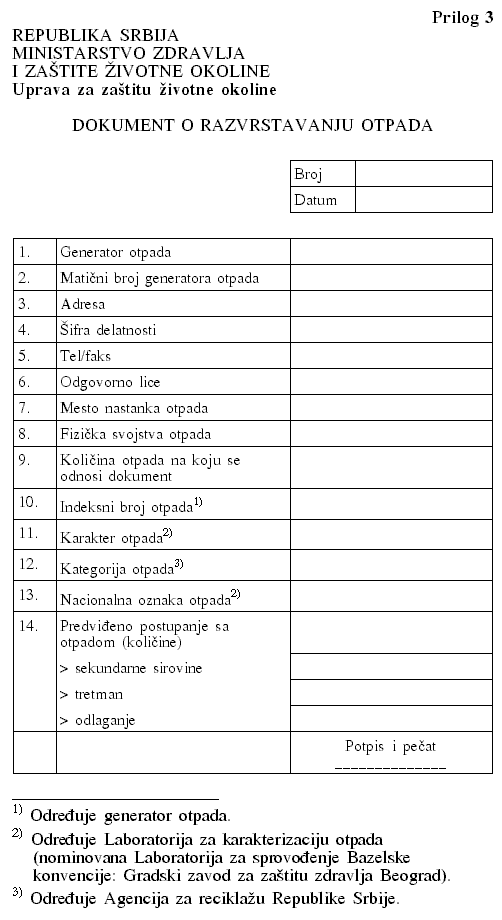 Prilog 3
REPUBLIKA SRBIJA
MINISTARSTVO ZDRAVLJA
I ZAŠTITE ŽIVOTNE OKOLINE
Uprava za zaštitu životne okoline
DOKUMENT O RAZVRSTAVANJU OTPADA
Broj
Datum
1. Generator otpada
2. Matični broj generatora otpada
3. Adresa
4. Šifra delatnosti
5. Tel/faks
6. Odgovorno lice
7. Mesto nastanka otpada
8. Fizička svojstva otpada
9. Količina otpada na koju se
odnosi dokument
10. Indeksni broj otpada1)
11. Karakter otpada2)
12. Kategorija otpada3)
13. Nacionalna oznaka otpada2)
14. Predviđeno postupanje sa
otpadom (količine)
> sekundarne sirovine
> tretman
> odlaganje
Potpis i pečat
______________
1) Određuje generator otpada.
2) Određuje Laboratorija za karakterizaciju otpada
(nominovana Laboratorija za sprovođenje Bazelske
konvencije: Gradski zavod za zaštitu zdravlja Beograd).
3) Određuje Agencija za reciklažu Republike Srbije.